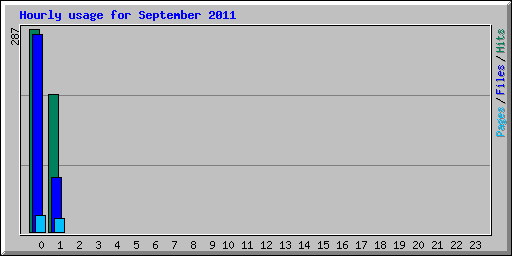 Hourly usage for September 2011
287
Pages/Files/Hits
0 1 2 3 4 5 6 7 8 9 10 11 12 13 14 15 16 17 18 19 20 21 22 23